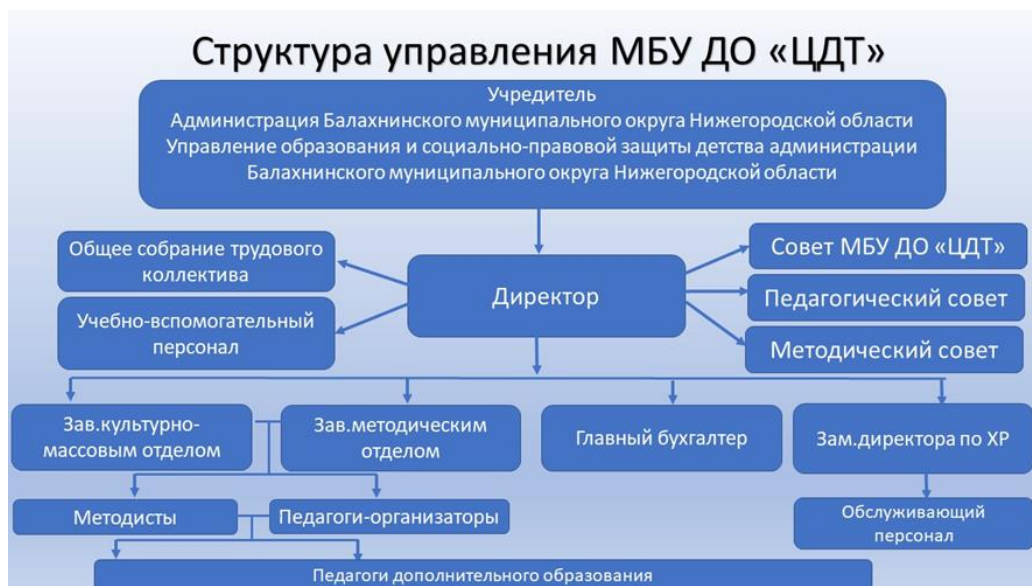 Структура управления МБУ ДО «ЦДТ»
Учредитель
Администрация Балахнинского муниципального округа Нижегородской области
Управление образования и социально-правовой защиты детства администрации
Балахнинского муниципального округа Нижегородской области
Общее собрание трудового
коллектива
Учебно-вспомогательный
персонал
Директор
Совет МБУ ДО «ЦДТ»
Педагогический совет
Методический совет
Зав.культурно-
массовым отделом
Зав.методическим
отделом
Главный бухгалтер
Зам.директора по ХР
Методисты
Педагоги-организаторы
Обслуживающий
персонал
Педагоги дополнительного образования